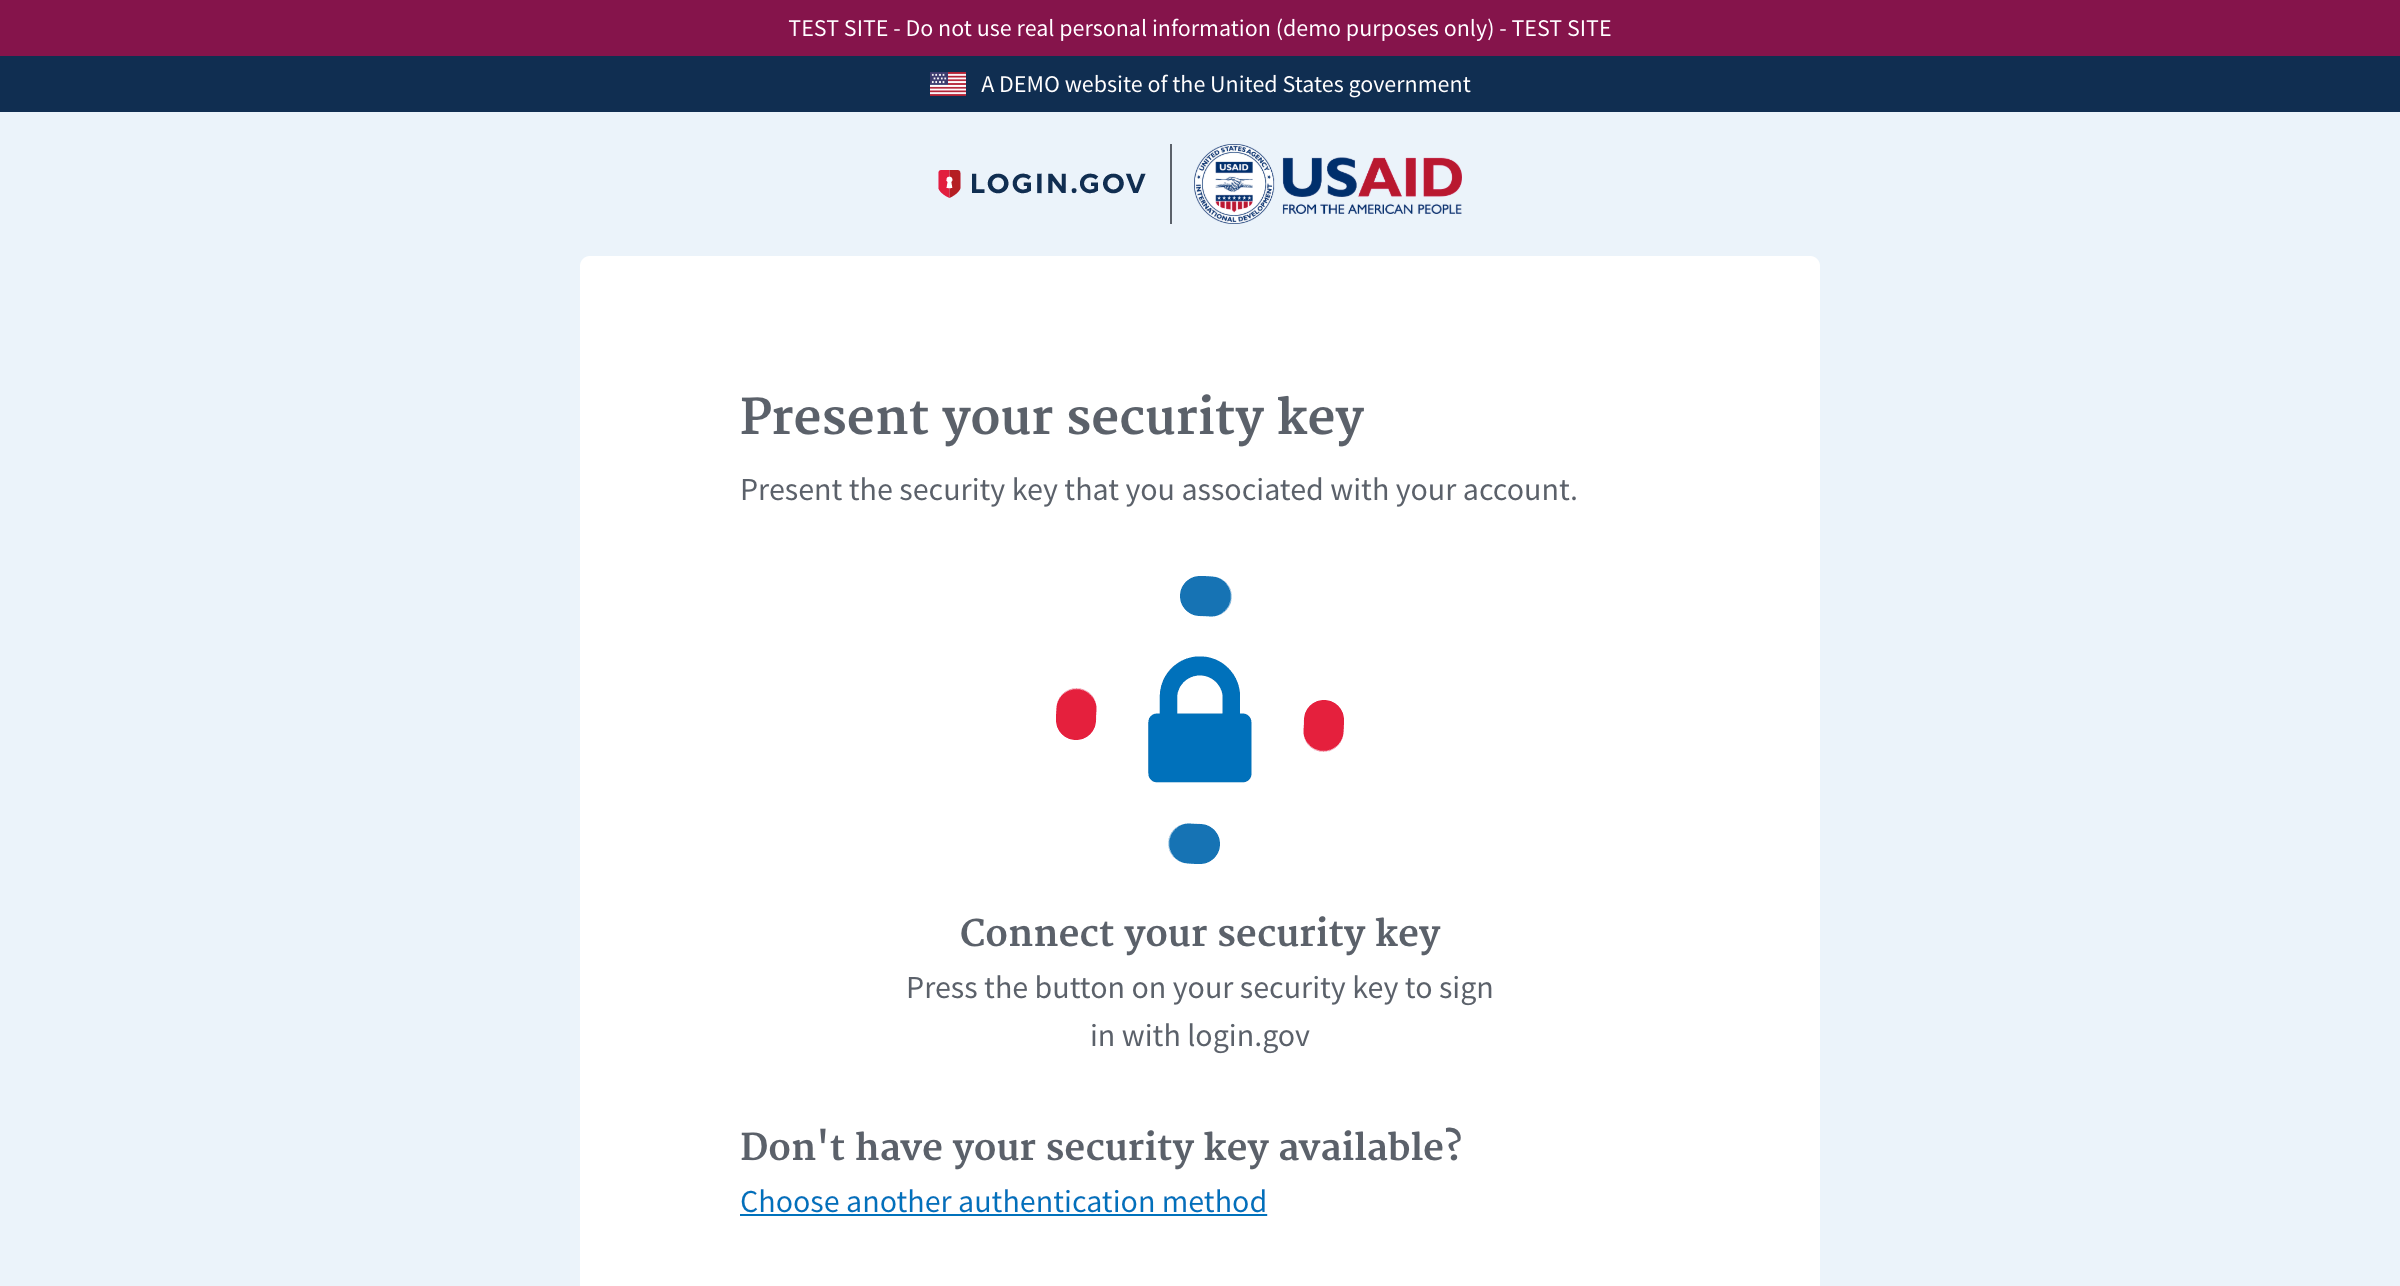 TEST SITE - Do not use real personal information (demo purposes only) - TEST SITE
A DEMO website of the United States government
LOGIN.GOV
UNITED STATES AGENCY
USAID
INTERNATIONAL DEVELOPMENT
USAID
FROM THE AMERICAN PEOPLE
Present your security key
Present the security key that you associated with your account.
Connect your security key
Press the button on your security key to sign
in with login.gov
Don't have your security key available?
Choose another authentication method